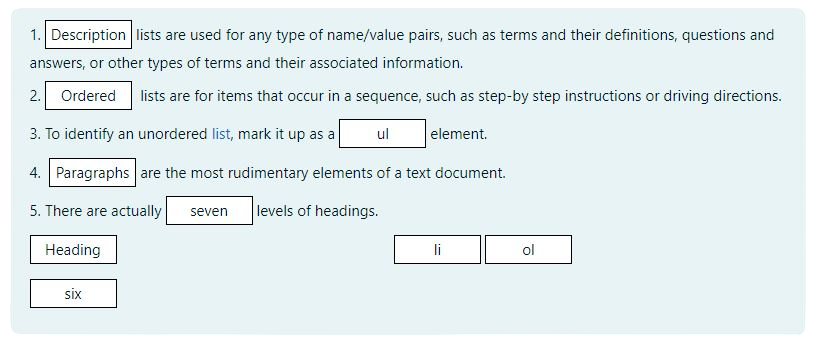 1. Description lists are used for any type of name/value pairs, such as terms and their definitions, questions and
answers, or other types of terms and their associated information.
2. Ordered lists are for items that occur in a sequence, such as step-by step instructions or driving directions.
3. To identify an unordered list, mark it up as a ul element.
4. Paragraphs are the most rudimentary elements of a text document.
5. There are actually seven levels of headings.
Heading li ol
six